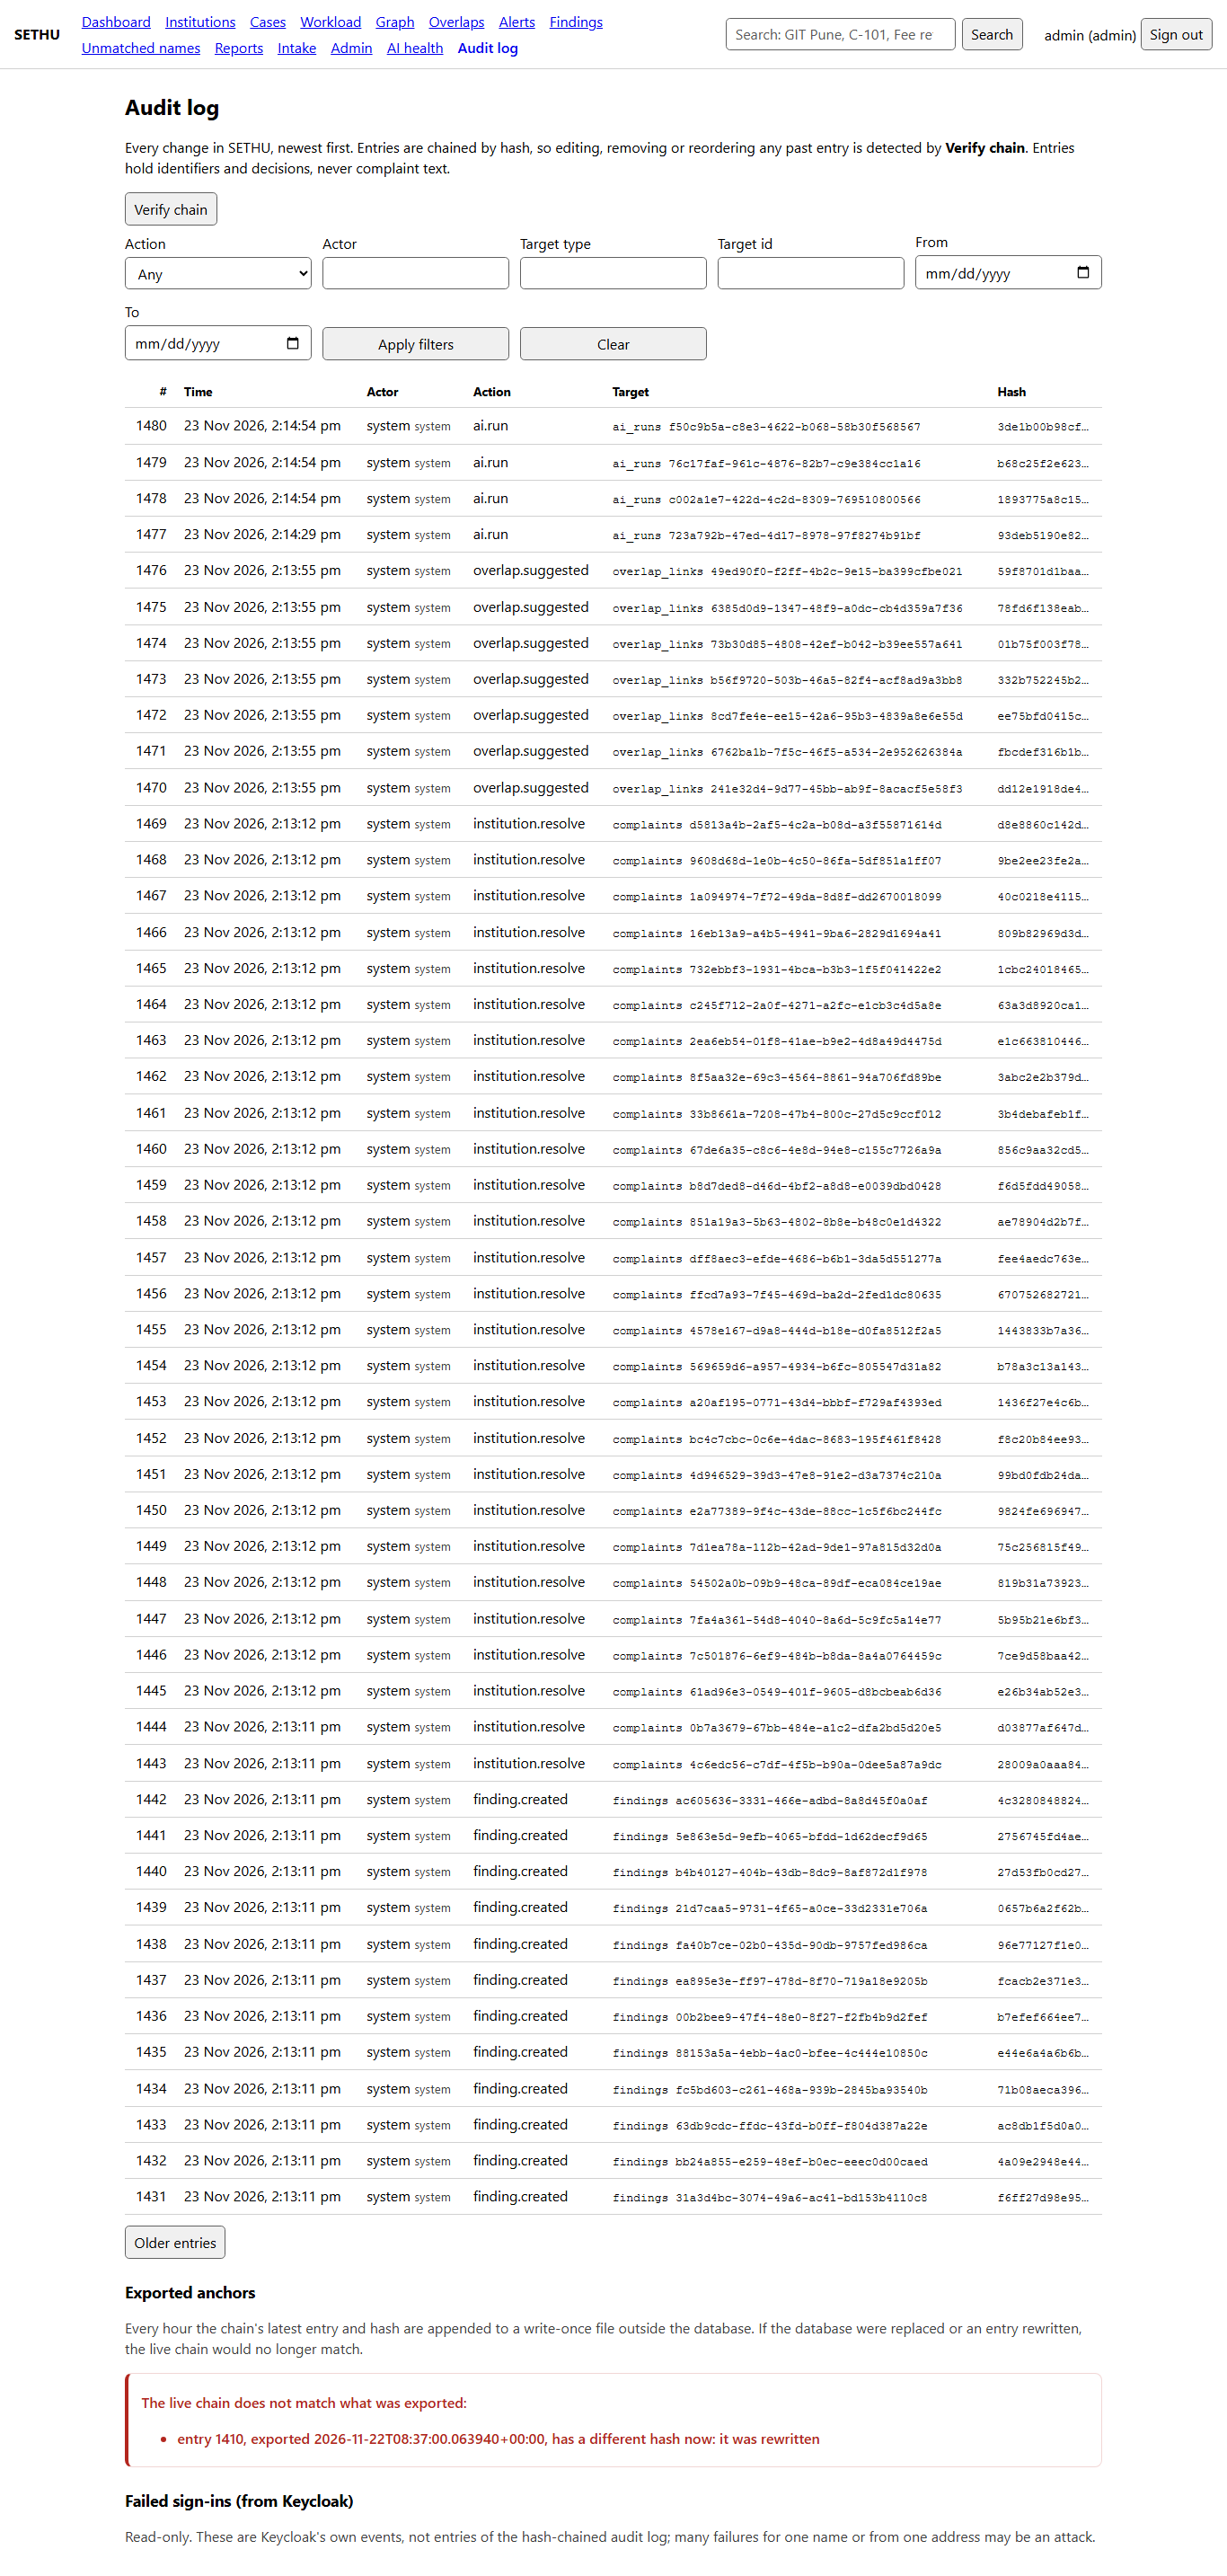 SETHU
Dashboard Institutions Cases Workload Graph Overlaps Alerts Findings
Unmatched names Reports Intake Admin AI health Audit log
Search: GIT Pune, C-101, Fee re Search admin (admin) Sign out
Audit log
Every change in SETHU, newest first. Entries are chained by hash, so editing, removing or reordering any past entry is detected by Verify chain. Entries
hold identifiers and decisions, never complaint text.
Verify chain
Action Actor Target type Target id From
Any mm/dd/yyyy
To
mm/dd/yyyy Apply filters Clear
# Time Actor Action Target Hash
1480 23 Nov 2026, 2:14:54 pm system system ai.run ai_runs f50c9b5a-c8e3-4622-b068-58b30f568567 3de1b00b98cf…
1479 23 Nov 2026, 2:14:54 pm system system ai.run ai_runs 76c17faf-961c-4876-82b7-c9e384cc1a16 b68c25f2e623…
1478 23 Nov 2026, 2:14:54 pm system system ai.run ai_runs c002a1e7-422d-4c2d-8309-769510800566 1893775a8c15…
1477 23 Nov 2026, 2:14:29 pm system system ai.run ai_runs 723a792b-47ed-4d17-8978-97f8274b91bf 93deb5190e82…
1476 23 Nov 2026, 2:13:55 pm system system overlap.suggested overlap_links 49ed90f0-f2ff-4b2c-9e15-ba399cfbe021 59f8701d1baa…
1475 23 Nov 2026, 2:13:55 pm system system overlap.suggested overlap_links 6385d0d9-1347-48f9-a0dc-cb4d359a7f36 78fd6f138eab…
1474 23 Nov 2026, 2:13:55 pm system system overlap.suggested overlap_links 73b30d85-4808-42ef-b042-b39ee557a641 01b75f003f78…
1473 23 Nov 2026, 2:13:55 pm system system overlap.suggested overlap_links b56f9720-503b-46a5-82f4-acf8ad9a3bb8 332b752245b2…
1472 23 Nov 2026, 2:13:55 pm system system overlap.suggested overlap_links 8cd7fe4e-ee15-42a6-95b3-4839a8e6e55d ee75bfd0415c…
1471 23 Nov 2026, 2:13:55 pm system system overlap.suggested overlap_links 6762ba1b-7f5c-46f5-a534-2e952626384a fbcdef316b1b…
1470 23 Nov 2026, 2:13:55 pm system system overlap.suggested overlap_links 241e32d4-9d77-45bb-ab9f-8acacf5e58f3 dd12e1918de4…
1469 23 Nov 2026, 2:13:12 pm system system institution.resolve complaints d5813a4b-2af5-4c2a-b08d-a3f55871614d d8e8860c142d…
1468 23 Nov 2026, 2:13:12 pm system system institution.resolve complaints 9608d68d-1e0b-4c50-86fa-5df851a1ff07 9be2ee23fe2a…
1467 23 Nov 2026, 2:13:12 pm system system institution.resolve complaints 1a094974-7f72-49da-8d8f-dd2670018099 40c0218e4115…
1466 23 Nov 2026, 2:13:12 pm system system institution.resolve complaints 16eb13a9-a4b5-4941-9ba6-2829d1694a41 809b82969d3d…
1465 23 Nov 2026, 2:13:12 pm system system institution.resolve complaints 732ebbf3-1931-4bca-b3b3-1f5f041422e2 1cbc24018465…
1464 23 Nov 2026, 2:13:12 pm system system institution.resolve complaints c245f712-2a0f-4271-a2fc-e1cb3c4d5a8e 63a3d8920ca1…
1463 23 Nov 2026, 2:13:12 pm system system institution.resolve complaints 2ea6eb54-01f8-41ae-b9e2-4d8a49d4475d e1c663810446…
1462 23 Nov 2026, 2:13:12 pm system system institution.resolve complaints 8f5aa32e-69c3-4564-8861-94a706fd89be 3abc2e2b379d…
1461 23 Nov 2026, 2:13:12 pm system system institution.resolve complaints 33b8661a-7208-47b4-800c-27d5c9ccf012 3b4debafeb1f…
1460 23 Nov 2026, 2:13:12 pm system system institution.resolve complaints 67de6a35-c8c6-4e8d-94e8-c155c7726a9a 856c9aa32cd5…
1459 23 Nov 2026, 2:13:12 pm system system institution.resolve complaints b8d7ded8-d46d-4bf2-a8d8-e0039dbd0428 f6d5fdd49058…
1458 23 Nov 2026, 2:13:12 pm system system institution.resolve complaints 851a19a3-5b63-4802-8b8e-b48c0e1d4322 ae78904d2b7f…
1457 23 Nov 2026, 2:13:12 pm system system institution.resolve complaints dff8aec3-efde-4686-b6b1-3da5d551277a fee4aedc763e…
1456 23 Nov 2026, 2:13:12 pm system system institution.resolve complaints ffcd7a93-7f45-469d-ba2d-2fed1dc80635 670752682721…
1455 23 Nov 2026, 2:13:12 pm system system institution.resolve complaints 4578e167-d9a8-444d-b18e-d0fa8512f2a5 1443833b7a36…
1454 23 Nov 2026, 2:13:12 pm system system institution.resolve complaints 569659d6-a957-4934-b6fc-805547d31a82 b78a3c13a143…
1453 23 Nov 2026, 2:13:12 pm system system institution.resolve complaints a20af195-0771-43d4-bbbf-f729af4393ed 1436f27e4c6b…
1452 23 Nov 2026, 2:13:12 pm system system institution.resolve complaints bc4c7cbc-0c6e-4dac-8683-195f461f8428 f8c20b84ee93…
1451 23 Nov 2026, 2:13:12 pm system system institution.resolve complaints 4d946529-39d3-47e8-91e2-d3a7374c210a 99bd0fdb24da…
1450 23 Nov 2026, 2:13:12 pm system system institution.resolve complaints e2a77389-9f4c-43de-88cc-1c5f6bc244fc 9824fe696947…
1449 23 Nov 2026, 2:13:12 pm system system institution.resolve complaints 7d1ea78a-112b-42ad-9de1-97a815d32d0a 75c256815f49…
1448 23 Nov 2026, 2:13:12 pm system system institution.resolve complaints 54502a0b-09b9-48ca-89df-eca084ce19ae 819b31a73923…
1447 23 Nov 2026, 2:13:12 pm system system institution.resolve complaints 7fa4a361-54d8-4040-8a6d-5c9fc5a14e77 5b95b21e6bf3…
1446 23 Nov 2026, 2:13:12 pm system system institution.resolve complaints 7c501876-6ef9-484b-b8da-8a4a0764459c 7ce9d58baa42…
1445 23 Nov 2026, 2:13:12 pm system system institution.resolve complaints 61ad96e3-0549-401f-9605-d8bcbeab6d36 e26b34ab52e3…
1444 23 Nov 2026, 2:13:11 pm system system institution.resolve complaints 0b7a3679-67bb-484e-a1c2-dfa2bd5d20e5 d03877af647d…
1443 23 Nov 2026, 2:13:11 pm system system institution.resolve complaints 4c6edc56-c7df-4f5b-b90a-0dee5a87a9dc 28009a0aaa84…
1442 23 Nov 2026, 2:13:11 pm system system finding.created findings ac605636-3331-466e-adbd-8a8d45f0a0af 4c3280848824…
1441 23 Nov 2026, 2:13:11 pm system system finding.created findings 5e863e5d-9efb-4065-bfdd-1d62decf9d65 2756745fd4ae…
1440 23 Nov 2026, 2:13:11 pm system system finding.created findings b4b40127-404b-43db-8dc9-8af872d1f978 27d53fb0cd27…
1439 23 Nov 2026, 2:13:11 pm system system finding.created findings 21d7caa5-9731-4f65-a0ce-33d2331e706a 0657b6a2f62b…
1438 23 Nov 2026, 2:13:11 pm system system finding.created findings fa40b7ce-02b0-435d-90db-9757fed986ca 96e77127f1e0…
1437 23 Nov 2026, 2:13:11 pm system system finding.created findings ea895e3e-ff97-478d-8f70-719a18e9205b fcacb2e371e3…
1436 23 Nov 2026, 2:13:11 pm system system finding.created findings 00b2bee9-47f4-48e0-8f27-f2fb4b9d2fef b7efef664ee7…
1435 23 Nov 2026, 2:13:11 pm system system finding.created findings 88153a5a-4ebb-4ac0-bfee-4c444e10850c e44e6a4a6b6b…
1434 23 Nov 2026, 2:13:11 pm system system finding.created findings fc5bd603-c261-468a-939b-2845ba93540b 71b08aeca396…
1433 23 Nov 2026, 2:13:11 pm system system finding.created findings 63db9cdc-ffdc-43fd-b0ff-f804d387a22e ac8db1f5d0a0…
1432 23 Nov 2026, 2:13:11 pm system system finding.created findings bb24a855-e259-48ef-b0ec-eeec0d00caed 4a09e2948e44…
1431 23 Nov 2026, 2:13:11 pm system system finding.created findings 31a3d4bc-3074-49a6-ac41-bd153b4110c8 f6ff27d98e95…
Older entries
Exported anchors
Every hour the chain's latest entry and hash are appended to a write-once file outside the database. If the database were replaced or an entry rewritten,
the live chain would no longer match.
The live chain does not match what was exported:
• entry 1410, exported 2026-11-22T08:37:00.063940+00:00, has a different hash now: it was rewritten
Failed sign-ins (from Keycloak)
Read-only. These are Keycloak's own events, not entries of the hash-chained audit log; many failures for one name or from one address may be an attack.